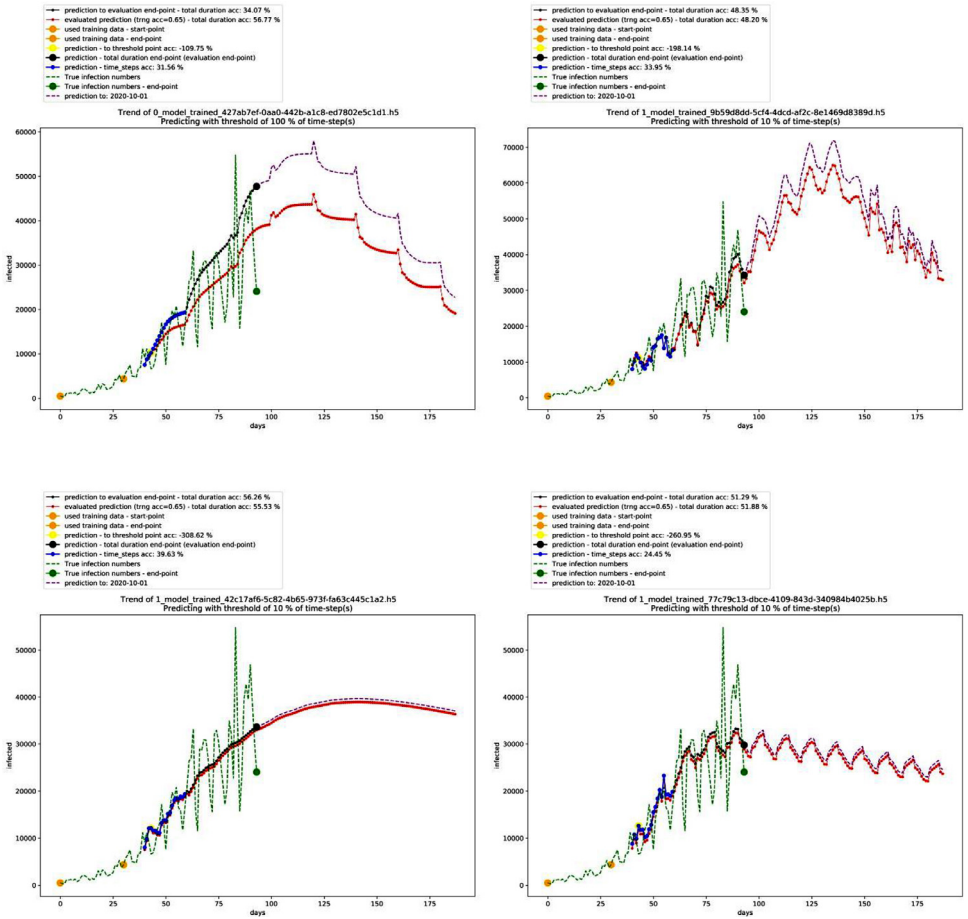 prediction to evaluation end-point - total duration acc: 34.07 %
evaluated prediction (trng acc=0.65) - total duration acc: 56.77 %
used training data - start-point
used training data - end-point
prediction - to threshold point acc: -109.75 %
prediction - total duration end-point (evaluation end-point)
prediction - time_steps acc: 31.56 %
True infection numbers
True infection numbers - end-point
prediction to: 2020-10-01
Trend of 0_model_trained_427ab7ef-0aa0-442b-a1c8-ed7802e5c1d1.h5
Predicting with threshold of 100 % of time-step(s)
60000
50000
40000
30000
20000
10000
0
infected
0 25 50 75 100 125 150 175
days
prediction to evaluation end-point - total duration acc: 48.35 %
evaluated prediction (trng acc=0.65) - total duration acc: 48.20 %
used training data - start-point
used training data - end-point
prediction - to threshold point acc: -198.14 %
prediction - total duration end-point (evaluation end-point)
prediction - time_steps acc: 33.95 %
True infection numbers
True infection numbers - end-point
prediction to: 2020-10-01
Trend of 1_model_trained_9b59d8dd-5cf4-4dcd-af2c-8e1469d8389d.h5
Predicting with threshold of 10 % of time-step(s)
70000
60000
50000
40000
30000
20000
10000
0
infected
0 25 50 75 100 125 150 175
days
prediction to evaluation end-point - total duration acc: 56.26 %
evaluated prediction (trng acc=0.65) - total duration acc: 55.53 %
used training data - start-point
used training data - end-point
prediction - to threshold point acc: -308.62 %
prediction - total duration end-point (evaluation end-point)
prediction - time_steps acc: 39.63 %
True infection numbers
True infection numbers - end-point
prediction to: 2020-10-01
Trend of 1_model_trained_42c17af6-5c82-4b65-973f-fa63c445c1a2.h5
Predicting with threshold of 10 % of time-step(s)
50000
40000
30000
20000
10000
0
infected
0 25 50 75 100 125 150 175
days
prediction to evaluation end-point - total duration acc: 51.29 %
evaluated prediction (trng acc=0.65) - total duration acc: 51.88 %
used training data - start-point
used training data - end-point
prediction - to threshold point acc: -260.95 %
prediction - total duration end-point (evaluation end-point)
prediction - time_steps acc: 24.45 %
True infection numbers
True infection numbers - end-point
prediction to: 2020-10-01
Trend of 1_model_trained_77c79c13-dbce-4109-843d-340984b4025b.h5
Predicting with threshold of 10 % of time-step(s)
50000
40000
30000
20000
10000
0
infected
0 25 50 75 100 125 150 175
days